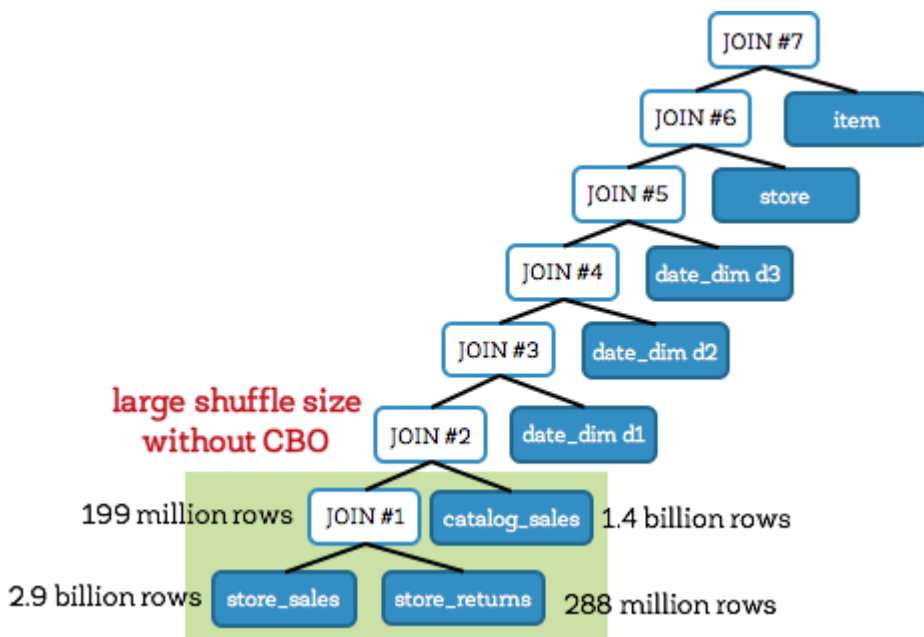 JOIN #7
JOIN #6
item
JOIN #5
store
JOIN #4
date_dim d3
JOIN #3
date_dim d2
large shuffle size
without CBO
JOIN #2
date_dim d1
199 million rows
JOIN #1
catalog_sales
1.4 billion rows
2.9 billion rows
store_sales
store_returns
288 million rows